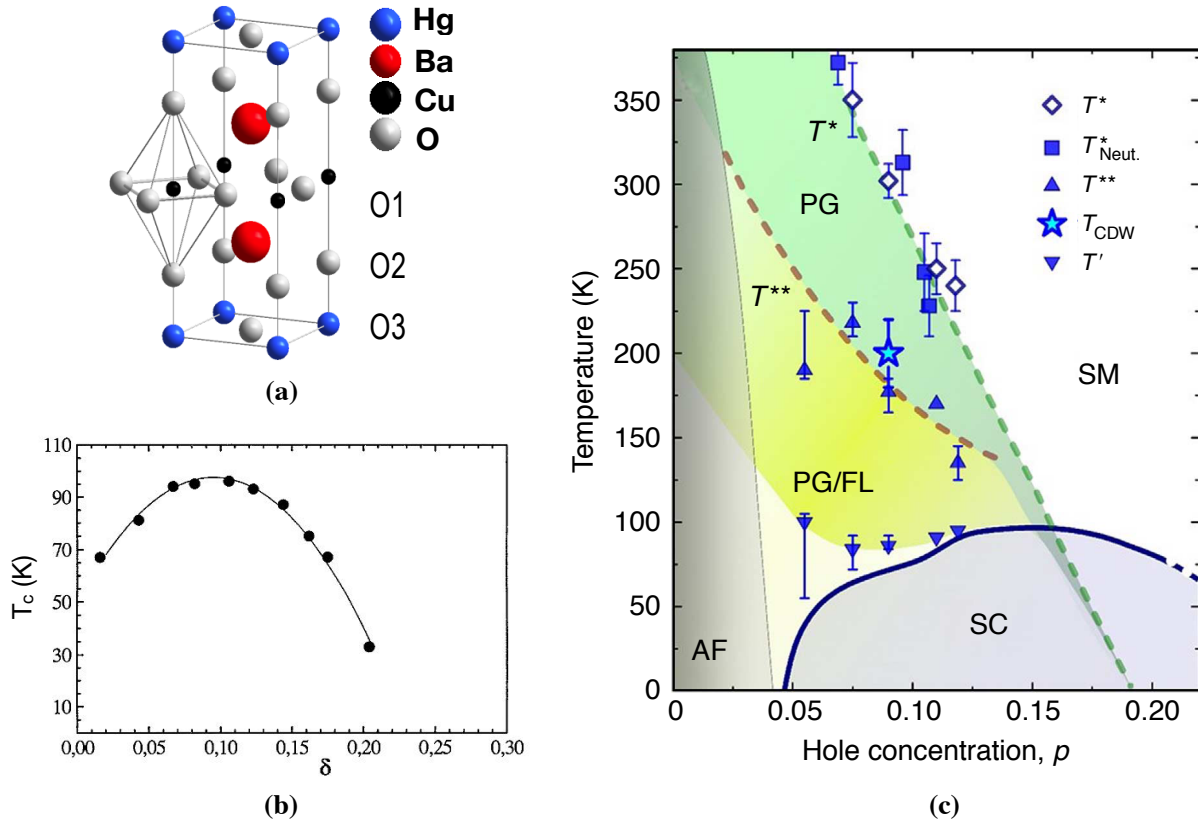 Hg
Ba
Cu
O
O1
O2
O3
(a)
110
90
70
50
30
10
T_c (K)
0,00 0,05 0,10 0,15 0,20 0,25 0,30
δ
(b)
350
300
250
200
150
100
50
0
Temperature (K)
T*
T**
PG
PG/FL
AF
SC
SM
T*
T*Neut.
T**
TCDW
T′
0 0.05 0.10 0.15 0.20
Hole concentration, p
(c)